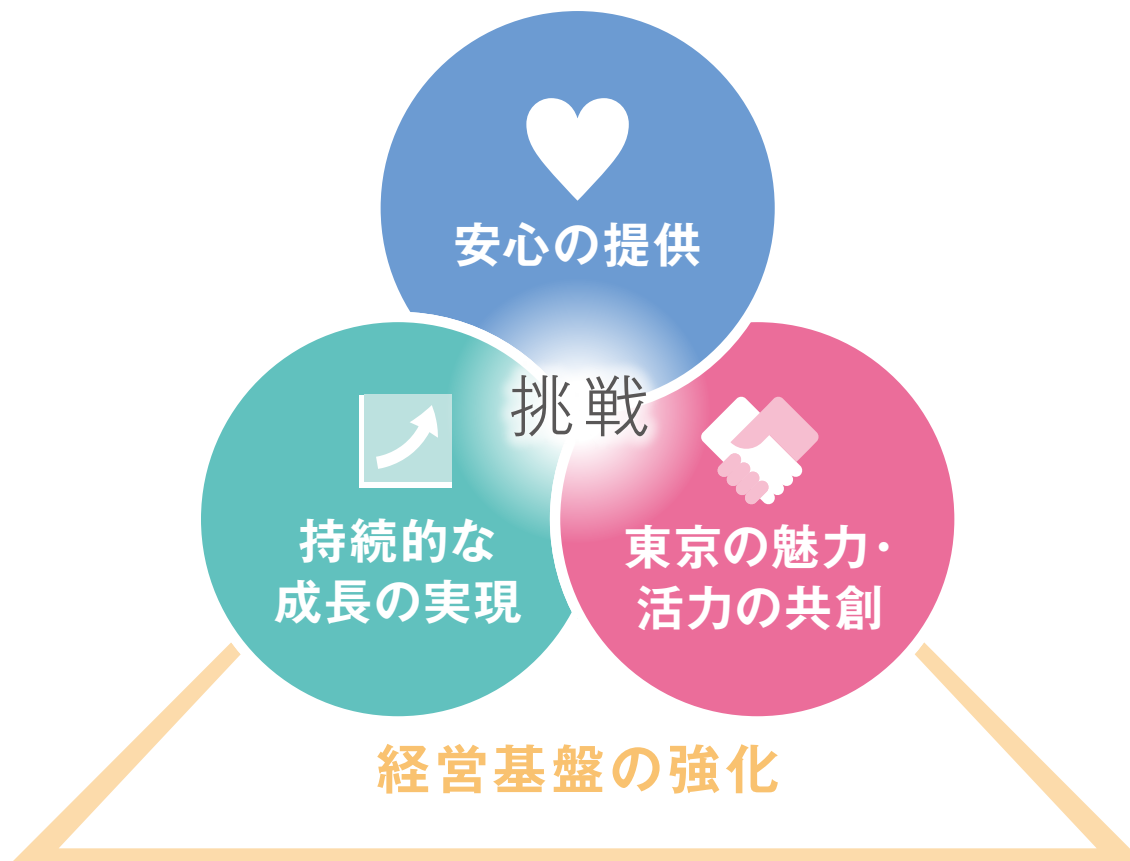 安心の提供
挑戦
持続的な
成長の実現
東京の魅力・
活力の共創
経営基盤の強化